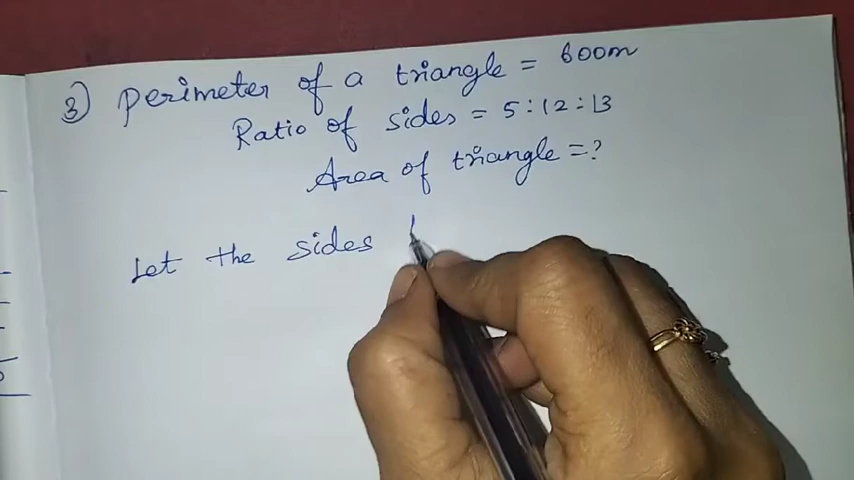 3) Perimeter of a triangle = 600m
Ratio of sides = 5:12:13
Area of triangle = ?
Let the sides